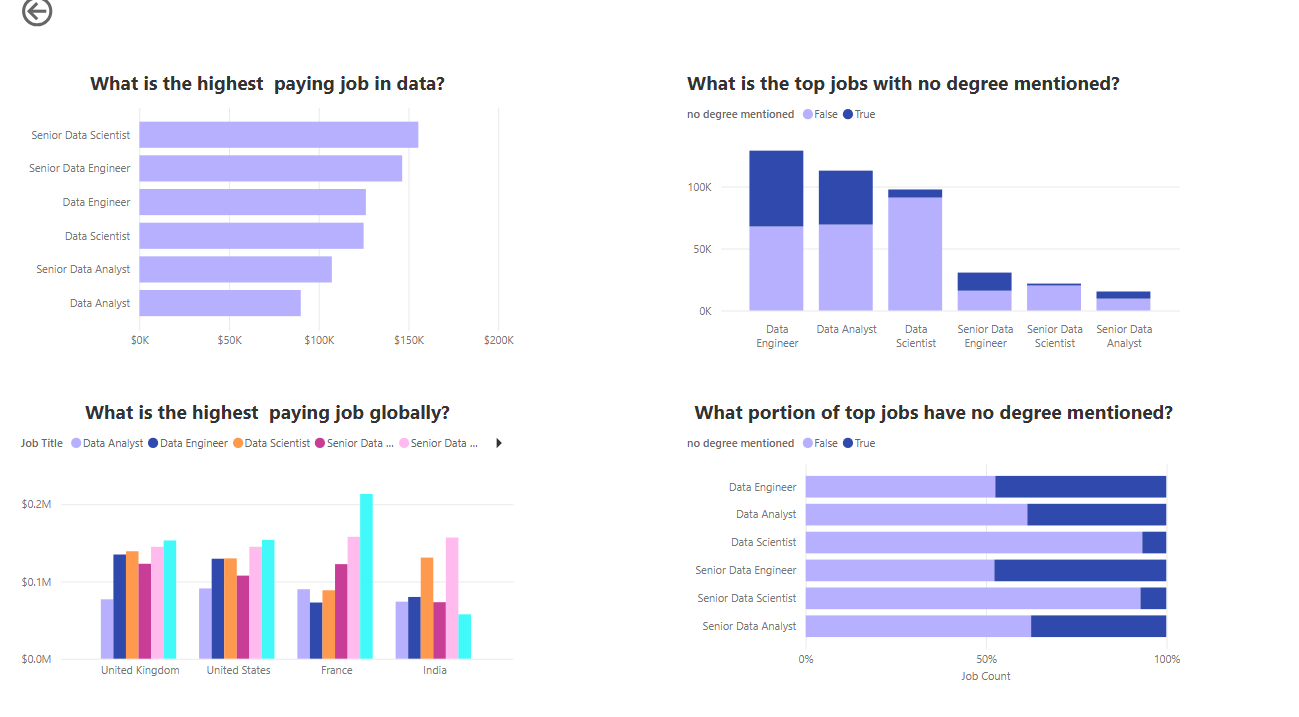 What is the highest  paying job in data?
Senior Data Scientist
Senior Data Engineer
Data Engineer
Data Scientist
Senior Data Analyst
Data Analyst
$0K $50K $100K $150K $200K
What is the top jobs with no degree mentioned?
no degree mentioned False True
100K
50K
0K
Data Engineer Data Analyst Data Scientist Senior Data Engineer Senior Data Scientist Senior Data Analyst
What is the highest  paying job globally?
Job Title Data Analyst Data Engineer Data Scientist Senior Data ... Senior Data ...
$0.2M
$0.1M
$0.0M
United Kingdom United States France India
What portion of top jobs have no degree mentioned?
no degree mentioned False True
Data Engineer
Data Analyst
Data Scientist
Senior Data Engineer
Senior Data Scientist
Senior Data Analyst
0% 50% 100%
Job Count